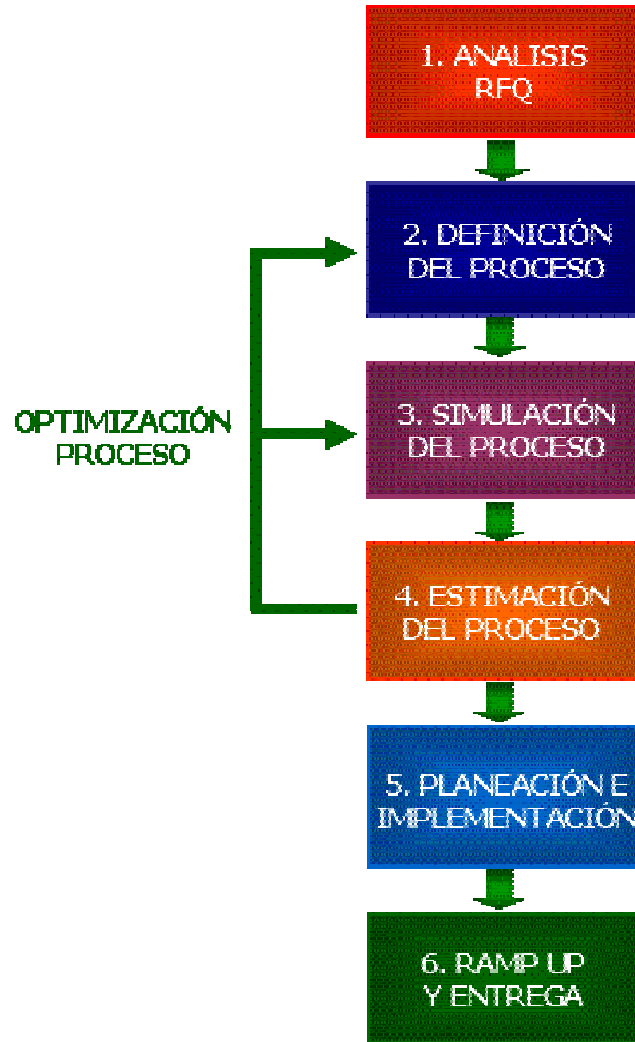 1. ANALISIS
RFQ
2. DEFINICIÓN
DEL PROCESO
OPTIMIZACIÓN
PROCESO
3. SIMULACIÓN
DEL PROCESO
4. ESTIMACIÓN
DEL PROCESO
5. PLANEACIÓN E
IMPLEMENTACIÓN
6. RAMP UP
Y ENTREGA